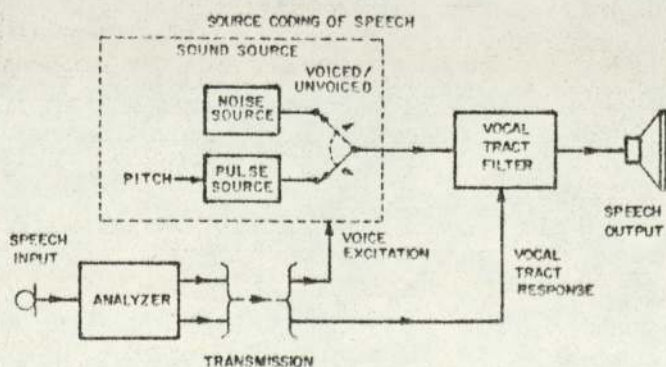 SOURCE CODING OF SPEECH
SOUND SOURCE
VOICED/
UNVOICED
NOISE
SOURCE
PITCH
PULSE
SOURCE
VOCAL
TRACT
FILTER
SPEECH
OUTPUT
VOICE
EXCITATION
VOCAL
TRACT
RESPONSE
SPEECH
INPUT
ANALYZER
TRANSMISSION